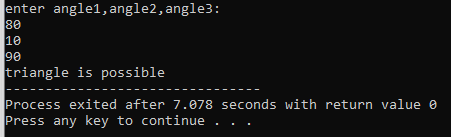 enter angle1,angle2,angle3:
80
10
90
triangle is possible
--------------------------------
Process exited after 7.078 seconds with return value 0
Press any key to continue . . .